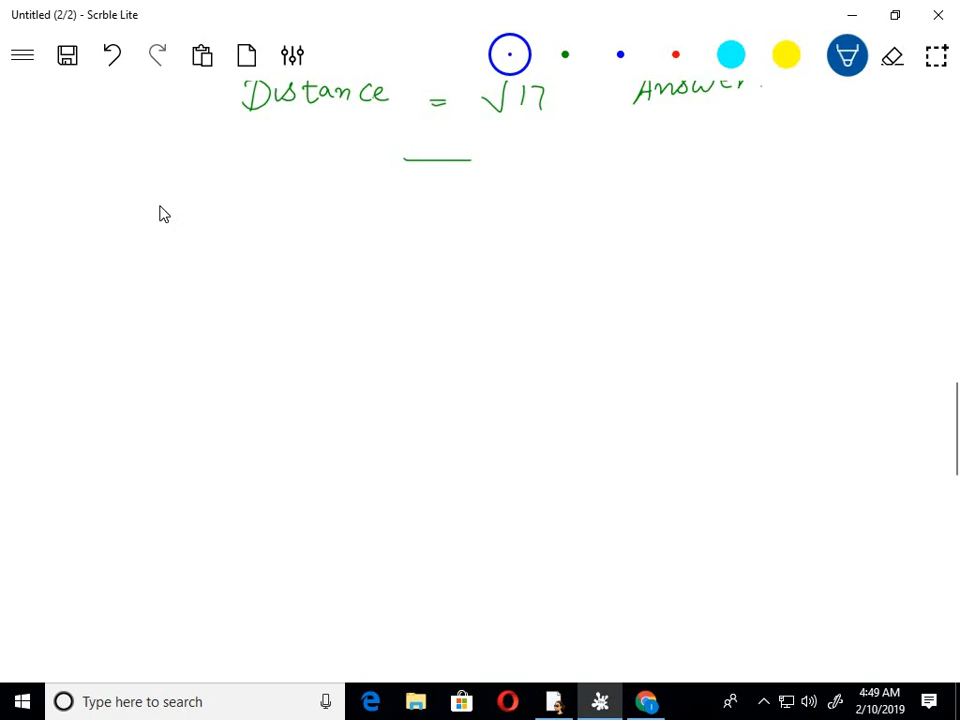 Untitled (2/2) - Scrble Lite
Distance = √17 Answer.
Type here to search
4:49 AM
2/10/2019